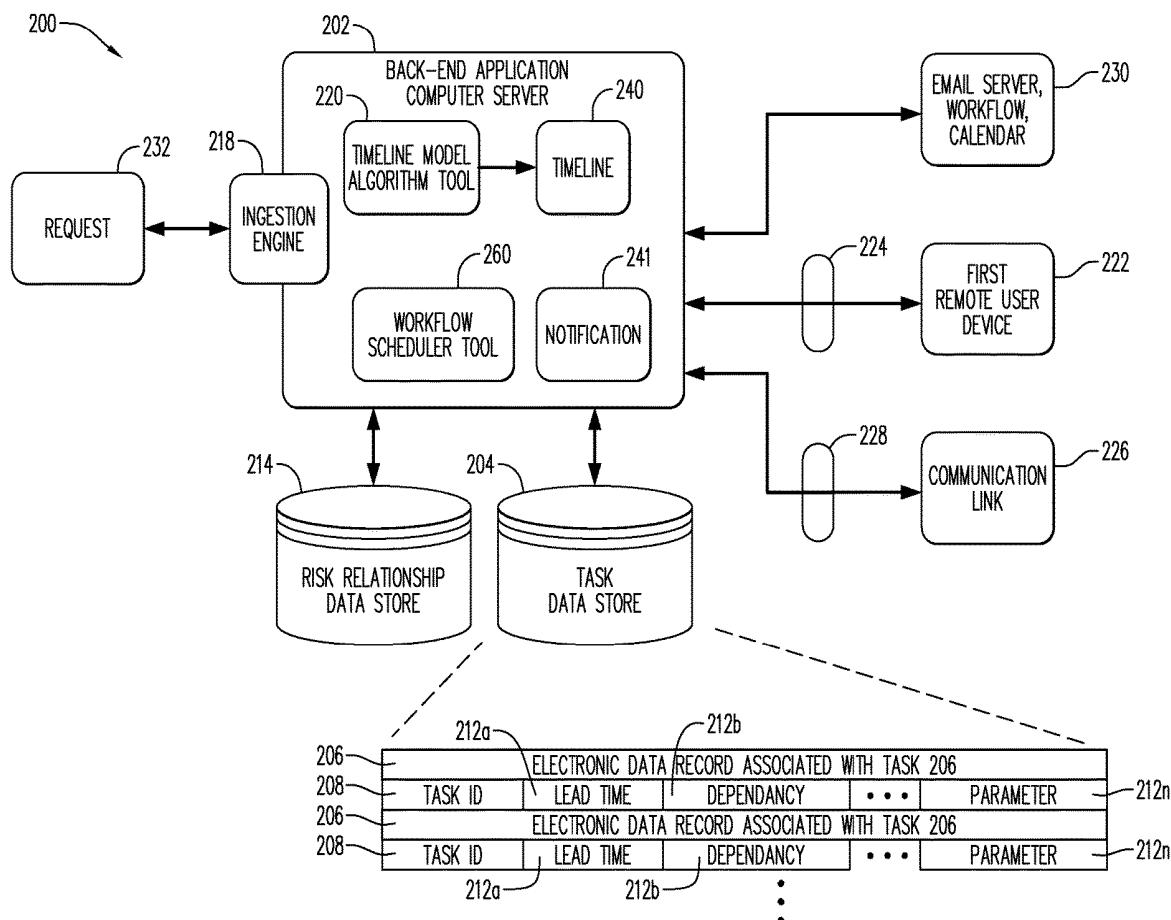 200
202
BACK-END APPLICATION
COMPUTER SERVER
220
240
TIMELINE MODEL
ALGORITHM TOOL
TIMELINE
232
218
REQUEST
INGESTION
ENGINE
260
241
WORKFLOW
SCHEDULER TOOL
NOTIFICATION
230
EMAIL SERVER,
WORKFLOW,
CALENDAR
224
222
FIRST
REMOTE USER
DEVICE
228
226
COMMUNICATION
LINK
214
204
RISK RELATIONSHIP
DATA STORE
TASK
DATA STORE
212a
212b
206 ELECTRONIC DATA RECORD ASSOCIATED WITH TASK 206
208 TASK ID LEAD TIME DEPENDANCY ••• PARAMETER 212n
206 ELECTRONIC DATA RECORD ASSOCIATED WITH TASK 206
208 TASK ID LEAD TIME DEPENDANCY ••• PARAMETER 212n
212a
212b